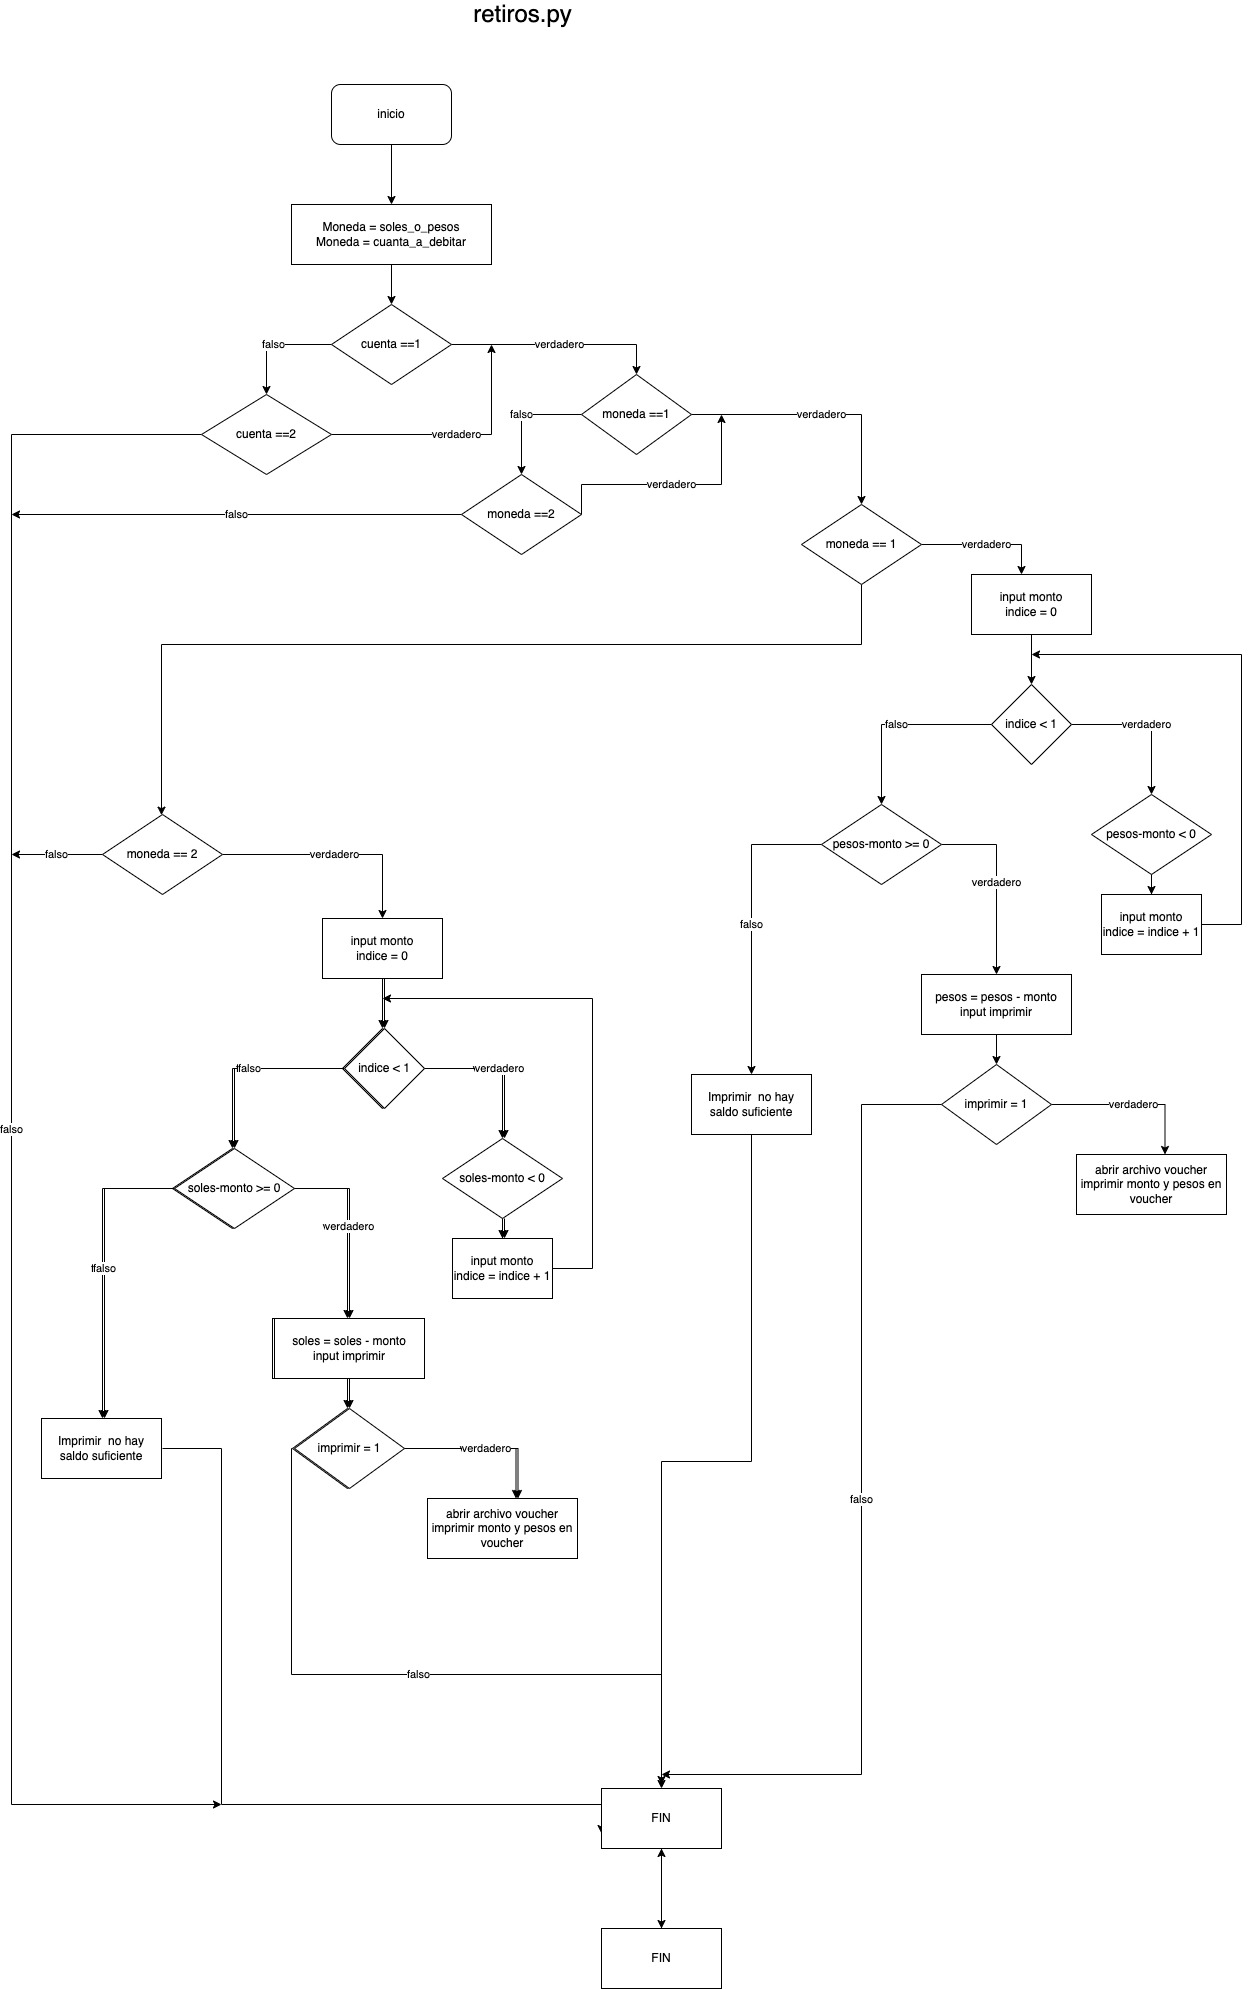 retiros.py
inicio
Moneda = soles_o_pesos
Moneda = cuanta_a_debitar
cuenta ==1
falso
verdadero
cuenta ==2
verdadero
moneda ==1
falso
verdadero
moneda ==2
verdadero
falso
moneda == 1
verdadero
input monto
indice = 0
indice < 1
falso
verdadero
pesos-monto < 0
pesos-monto >= 0
input monto
indice = indice + 1
falso
verdadero
pesos = pesos - monto
input imprimir
Imprimir no hay
saldo suficiente
imprimir = 1
verdadero
abrir archivo voucher
imprimir monto y pesos en
voucher
falso
moneda == 2
falso
verdadero
input monto
indice = 0
indice < 1
falso
verdadero
falso
soles-monto < 0
soles-monto >= 0
verdadero
falso
input monto
indice = indice + 1
soles = soles - monto
input imprimir
Imprimir no hay
saldo suficiente
imprimir = 1
verdadero
abrir archivo voucher
imprimir monto y pesos en
voucher
falso
FIN
FIN